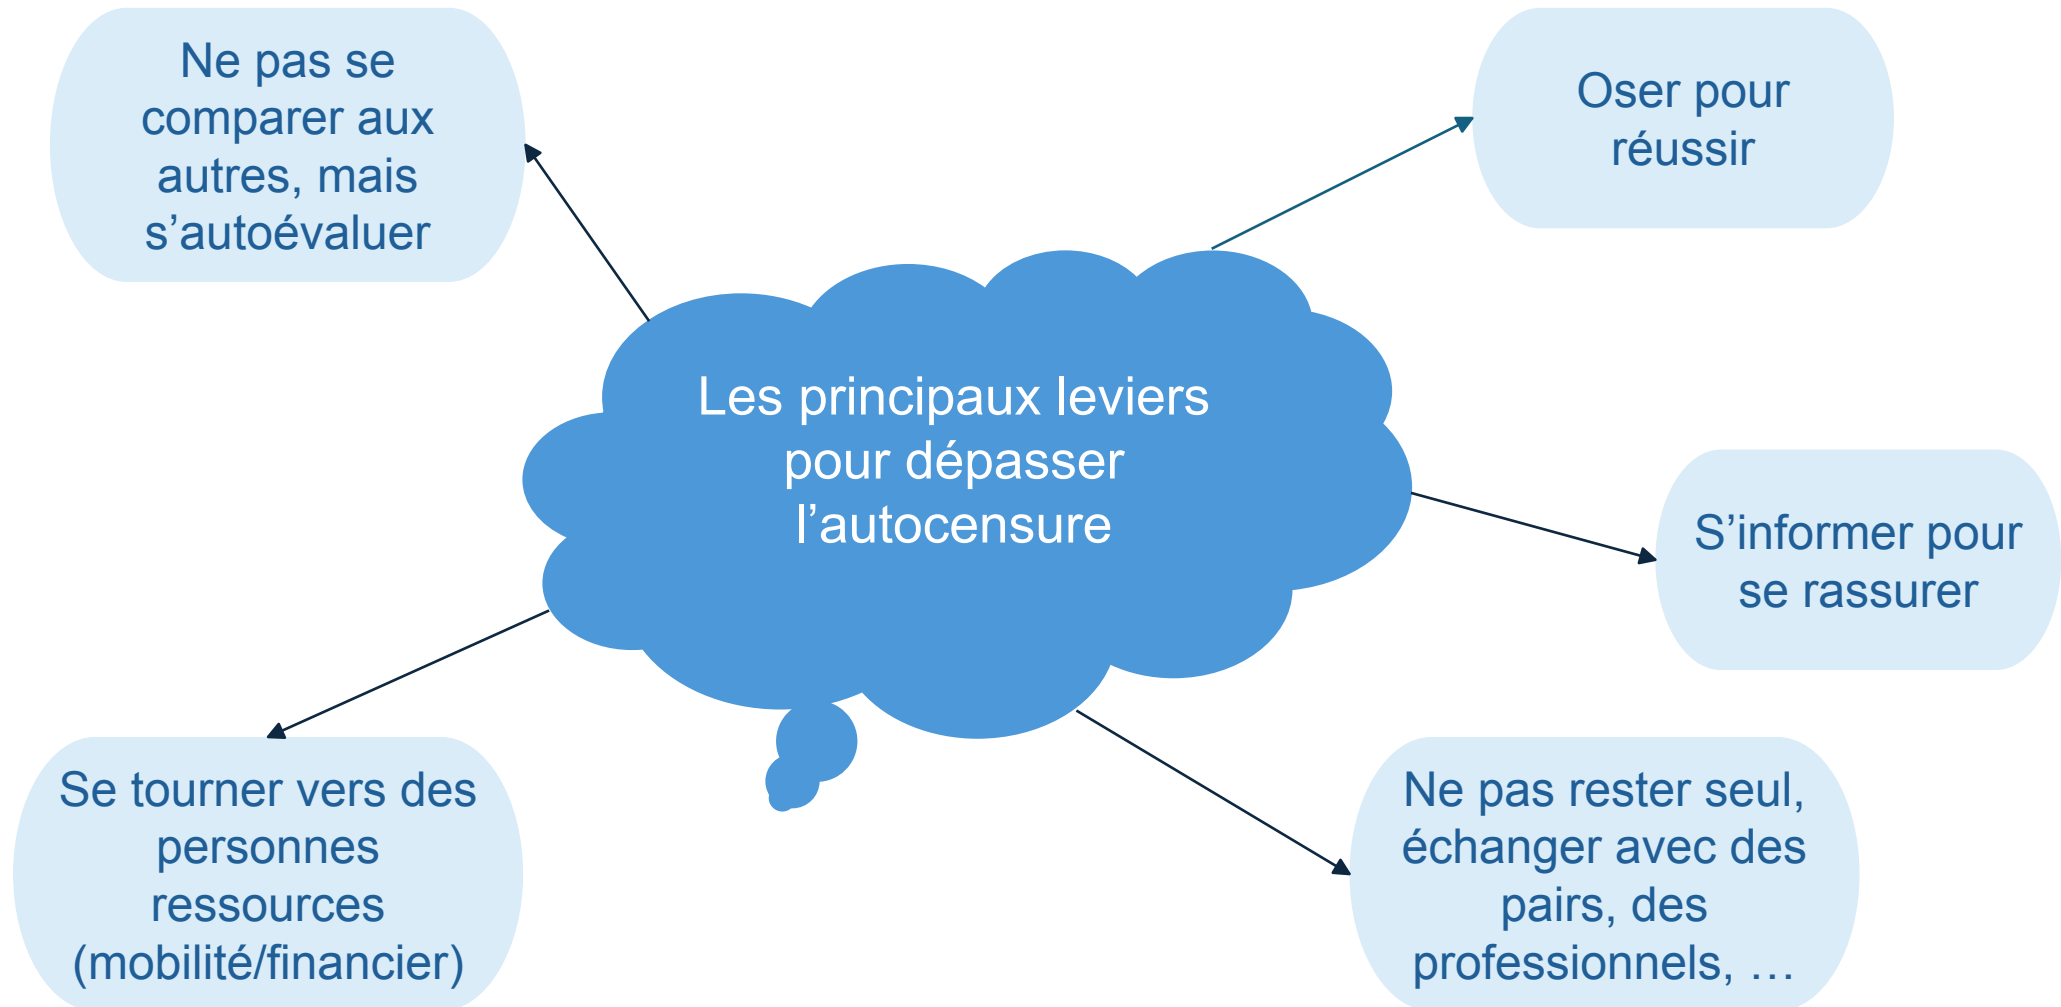 Ne pas se
comparer aux
autres, mais
s’autoévaluer
Oser pour
réussir
Les principaux leviers
pour dépasser
l’autocensure
S’informer pour
se rassurer
Se tourner vers des
personnes
ressources
(mobilité/financier)
Ne pas rester seul,
échanger avec des
pairs, des
professionnels, …